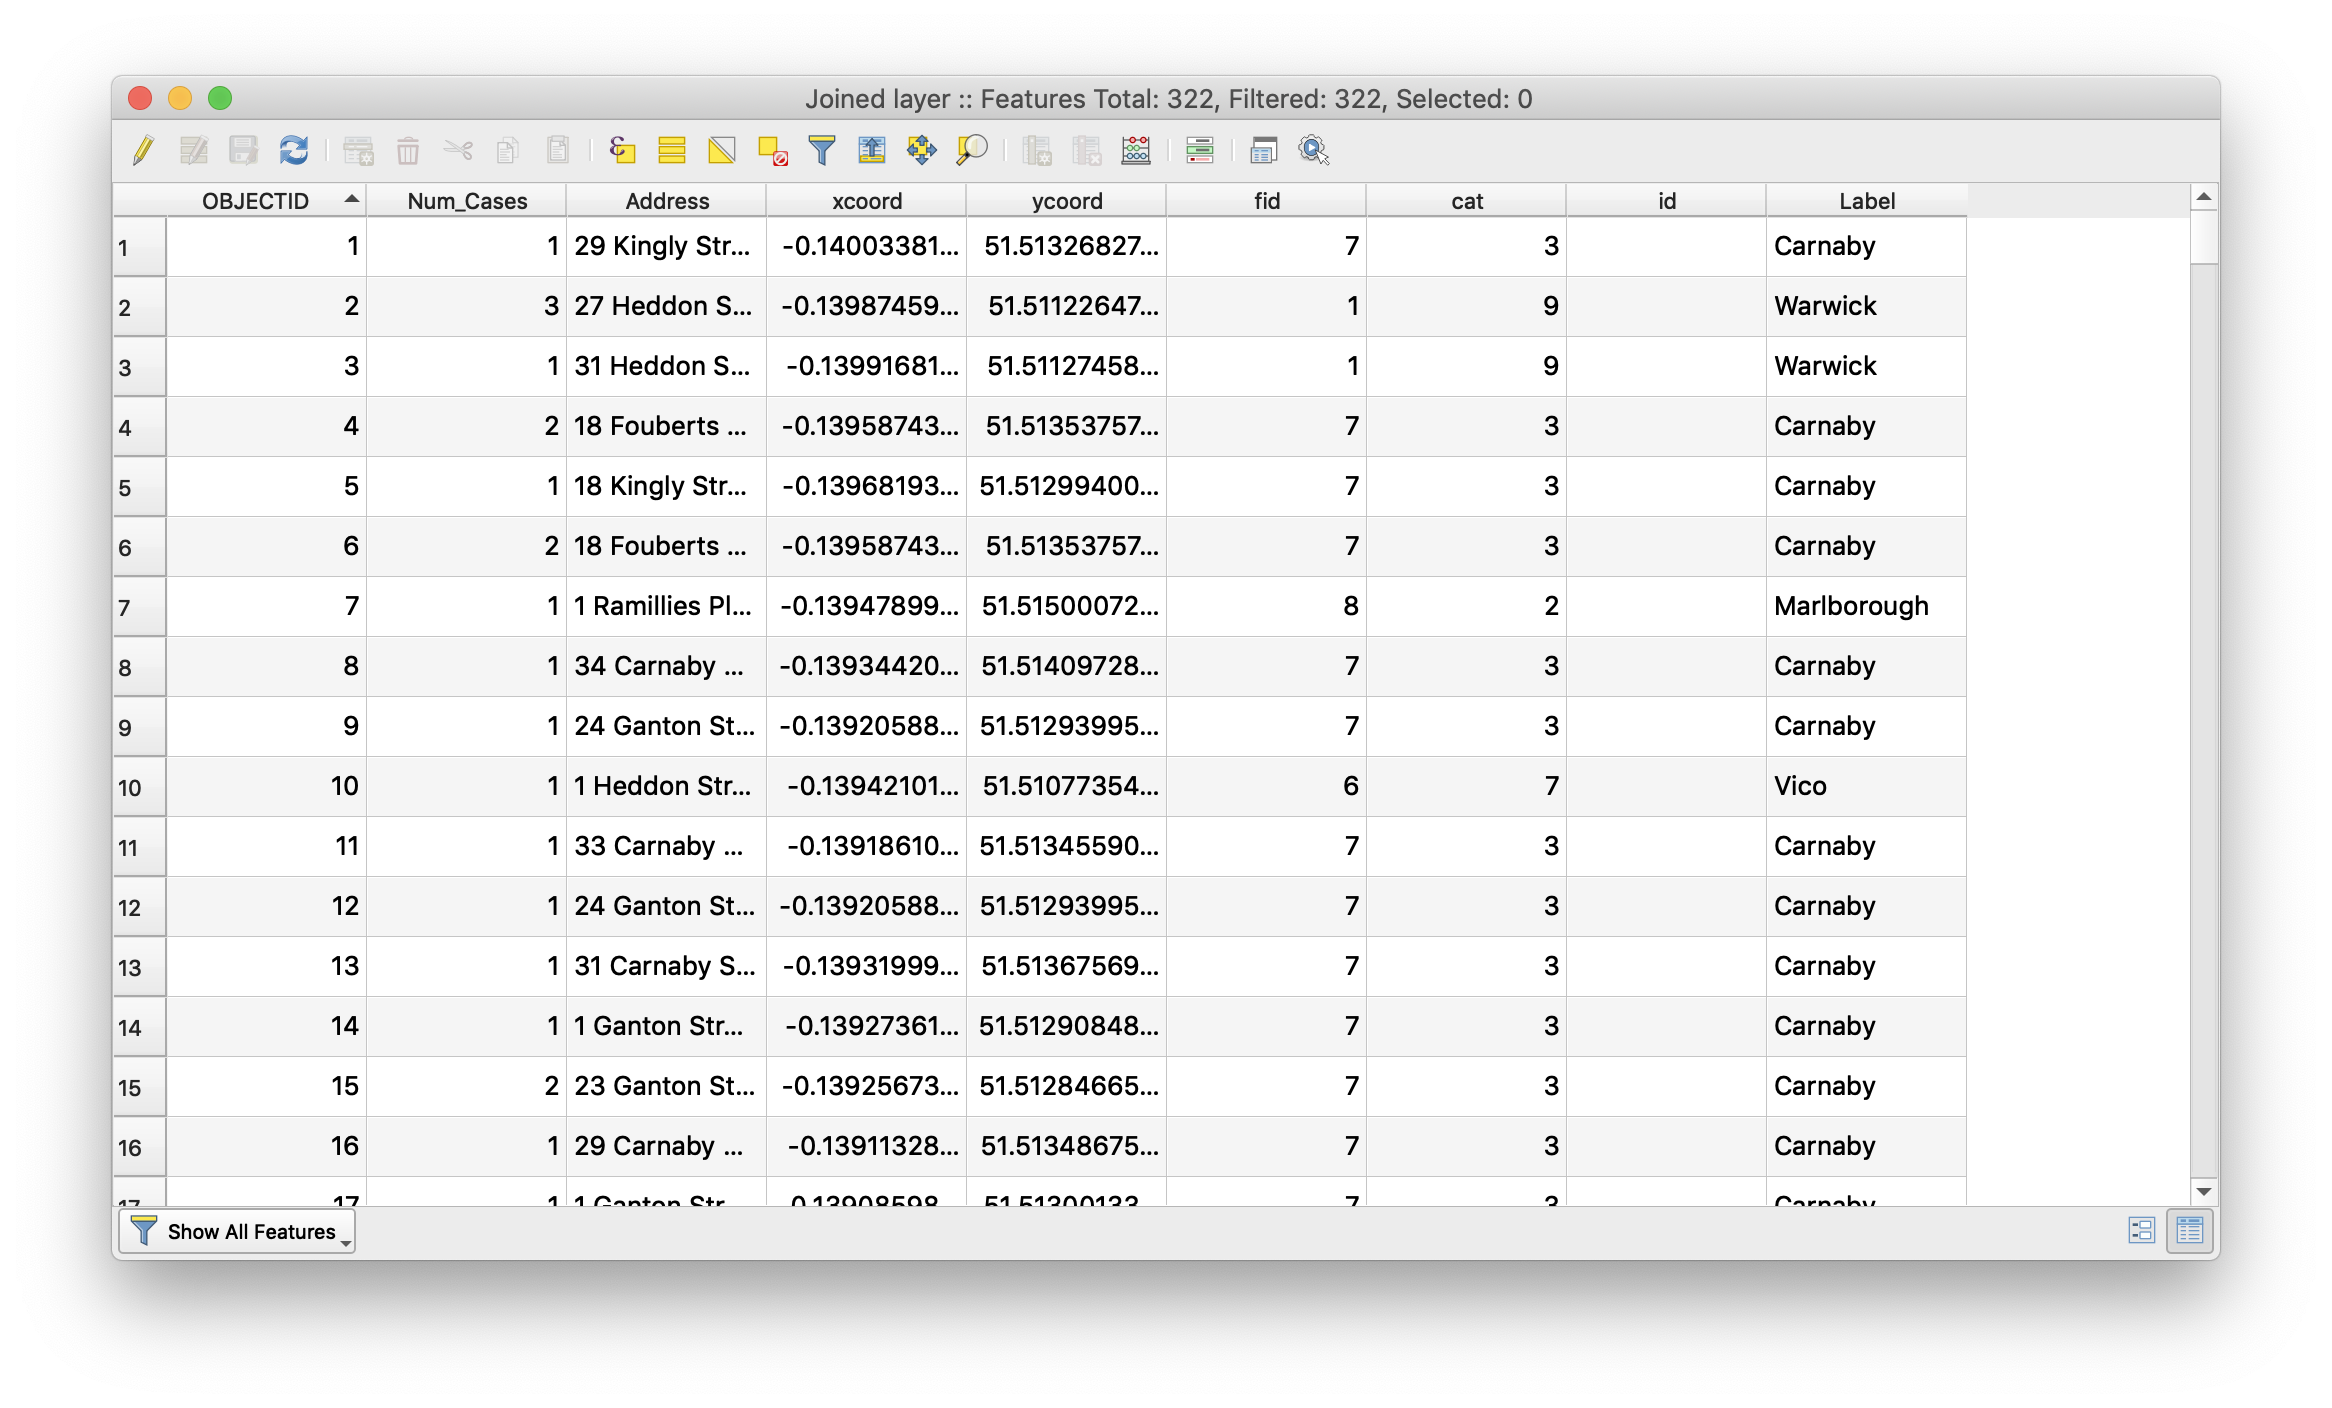 Joined layer :: Features Total: 322, Filtered: 322, Selected: 0
OBJECTID Num_Cases Address xcoord ycoord fid cat id Label
1 1 1 29 Kingly Str... -0.14003381... 51.51326827... 7 3 Carnaby
2 2 3 27 Heddon S... -0.13987459... 51.51122647... 1 9 Warwick
3 3 1 31 Heddon S... -0.13991681... 51.51127458... 1 9 Warwick
4 4 2 18 Fouberts ... -0.13958743... 51.51353757... 7 3 Carnaby
5 5 1 18 Kingly Str... -0.13968193... 51.51299400... 7 3 Carnaby
6 6 2 18 Fouberts ... -0.13958743... 51.51353757... 7 3 Carnaby
7 7 1 1 Ramillies Pl... -0.13947899... 51.51500072... 8 2 Marlborough
8 8 1 34 Carnaby ... -0.13934420... 51.51409728... 7 3 Carnaby
9 9 1 24 Ganton St... -0.13920588... 51.51293995... 7 3 Carnaby
10 10 1 1 Heddon Str... -0.13942101... 51.51077354... 6 7 Vico
11 11 1 33 Carnaby ... -0.13918610... 51.51345590... 7 3 Carnaby
12 12 1 24 Ganton St... -0.13920588... 51.51293995... 7 3 Carnaby
13 13 1 31 Carnaby S... -0.13931999... 51.51367569... 7 3 Carnaby
14 14 1 1 Ganton Str... -0.13927361... 51.51290848... 7 3 Carnaby
15 15 2 23 Ganton St... -0.13925673... 51.51284665... 7 3 Carnaby
16 16 1 29 Carnaby ... -0.13911328... 51.51348675... 7 3 Carnaby
17 17 1 1 Ganton Str... -0.13908598... 51.51300133... 7 3 Carnaby
Show All Features